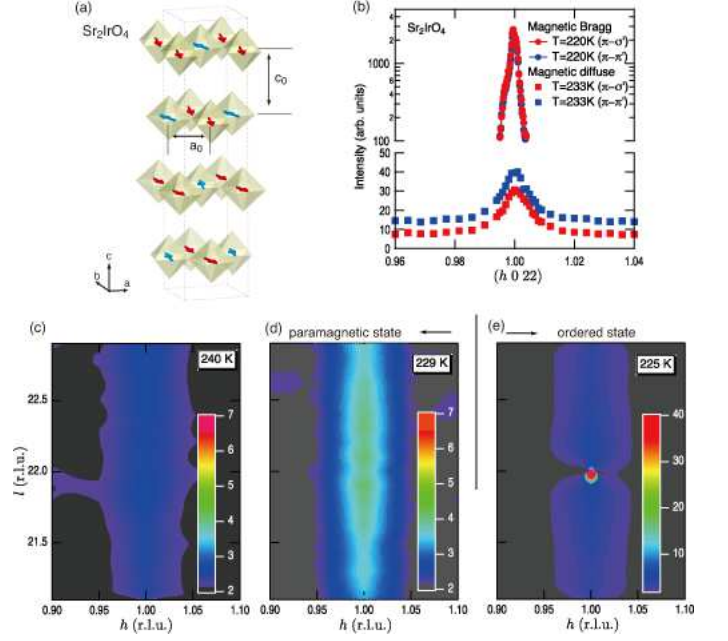 (a)
Sr2IrO4
c0
a0
c
b
a
(b)
Sr2IrO4
Magnetic Bragg
T=220K (π−σ')
T=220K (π−π')
Magnetic diffuse
T=233K (π−σ')
T=233K (π−π')
Intensity (arb. units)
4
2
1000
4
2
100
50
40
30
20
10
0
0.96 0.98 1.00 1.02 1.04
(h 0 22)
(c)
240 K
22.5
22.0
21.5
l (r.l.u.)
7
6
5
4
3
2
0.90 0.95 1.00 1.05 1.10
h (r.l.u.)
(d) paramagnetic state
229 K
7
6
5
4
3
2
0.90 0.95 1.00 1.05 1.10
h (r.l.u.)
(e) ordered state
225 K
40
30
20
10
0.90 0.95 1.00 1.05 1.10
h (r.l.u.)